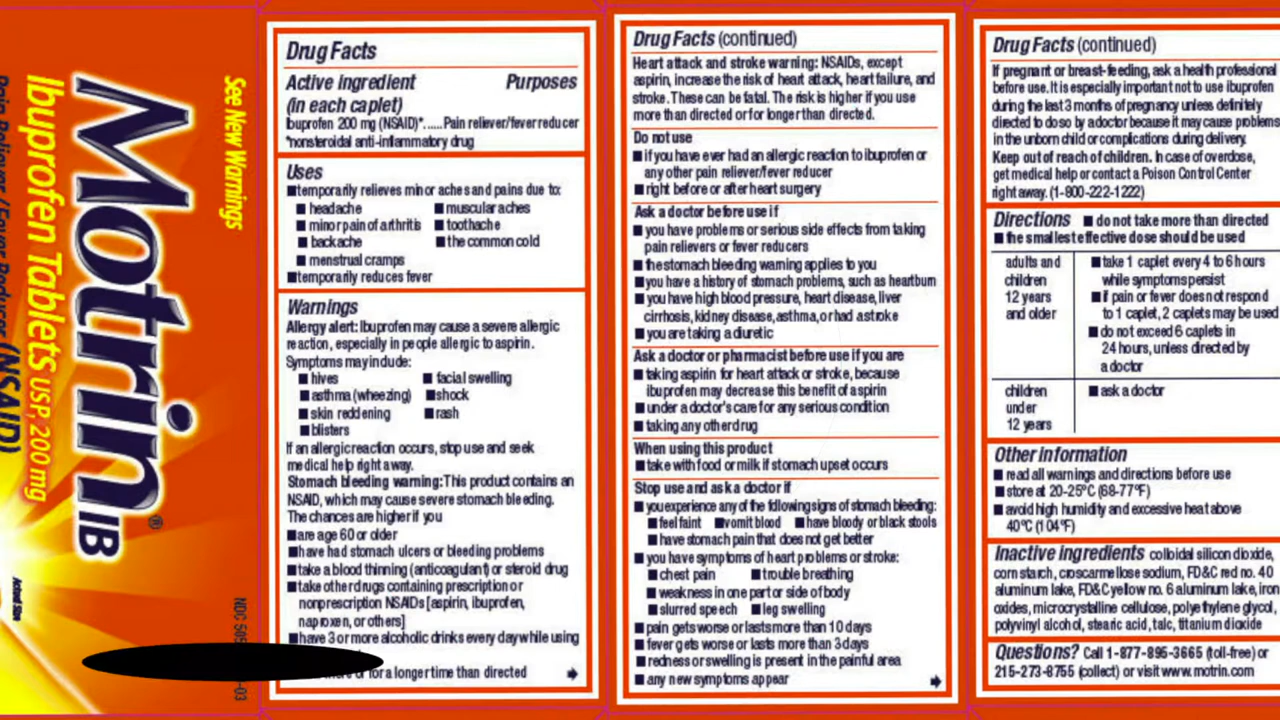 See New Warnings
Motrin IB®
Ibuprofen Tablets USP, 200 mg
Pain Reliever/Fever Reducer (NSAID)
Actual Size
NDC 505
-03
Drug Facts
Active ingredient Purposes
(in each caplet)
Ibuprofen 200 mg (NSAID)*......Pain reliever/fever reducer
*nonsteroidal anti-inflammatory drug
Uses
■ temporarily relieves minor aches and pains due to:
■ headache ■ muscular aches
■ minor pain of arthritis ■ toothache
■ backache ■ the common cold
■ menstrual cramps
■ temporarily reduces fever
Warnings
Allergy alert: Ibuprofen may cause a severe allergic
reaction, especially in people allergic to aspirin.
Symptoms may include:
■ hives ■ facial swelling
■ asthma (wheezing) ■ shock
■ skin reddening ■ rash
■ blisters
If an allergic reaction occurs, stop use and seek
medical help right away.
Stomach bleeding warning: This product contains an
NSAID, which may cause severe stomach bleeding.
The chances are higher if you
■ are age 60 or older
■ have had stomach ulcers or bleeding problems
■ take a blood thinning (anticoagulant) or steroid drug
■ take other drugs containing prescription or
nonprescription NSAIDs [aspirin, ibuprofen,
naproxen, or others]
■ have 3 or more alcoholic drinks every day while using
or for a longer time than directed
Drug Facts (continued)
Heart attack and stroke warning: NSAIDs, except
aspirin, increase the risk of heart attack, heart failure, and
stroke. These can be fatal. The risk is higher if you use
more than directed or for longer than directed.
Do not use
■ if you have ever had an allergic reaction to ibuprofen or
any other pain reliever/fever reducer
■ right before or after heart surgery
Ask a doctor before use if
■ you have problems or serious side effects from taking
pain relievers or fever reducers
■ the stomach bleeding warning applies to you
■ you have a history of stomach problems, such as heartburn
■ you have high blood pressure, heart disease, liver
cirrhosis, kidney disease, asthma, or had a stroke
■ you are taking a diuretic
Ask a doctor or pharmacist before use if you are
■ taking aspirin for heart attack or stroke, because
ibuprofen may decrease this benefit of aspirin
■ under a doctor's care for any serious condition
■ taking any other drug
When using this product
■ take with food or milk if stomach upset occurs
Stop use and ask a doctor if
■ you experience any of the following signs of stomach bleeding:
■ feel faint ■ vomit blood ■ have bloody or black stools
■ have stomach pain that does not get better
■ you have symptoms of heart problems or stroke:
■ chest pain ■ trouble breathing
■ weakness in one part or side of body
■ slurred speech ■ leg swelling
■ pain gets worse or lasts more than 10 days
■ fever gets worse or lasts more than 3 days
■ redness or swelling is present in the painful area
■ any new symptoms appear
Drug Facts (continued)
If pregnant or breast-feeding, ask a health professional
before use. It is especially important not to use ibuprofen
during the last 3 months of pregnancy unless definitely
directed to do so by a doctor because it may cause problems
in the unborn child or complications during delivery.
Keep out of reach of children. In case of overdose,
get medical help or contact a Poison Control Center
right away. (1-800-222-1222)
Directions ■ do not take more than directed
■ the smallest effective dose should be used
adults and children 12 years and older
■ take 1 caplet every 4 to 6 hours
while symptoms persist
■ if pain or fever does not respond
to 1 caplet, 2 caplets may be used
■ do not exceed 6 caplets in
24 hours, unless directed by
a doctor
children under 12 years
■ ask a doctor
Other information
■ read all warnings and directions before use
■ store at 20-25°C (68-77°F)
■ avoid high humidity and excessive heat above
40°C (104°F)
Inactive ingredients colloidal silicon dioxide,
corn starch, croscarmellose sodium, FD&C red no. 40
aluminum lake, FD&C yellow no. 6 aluminum lake, iron
oxides, microcrystalline cellulose, polyethylene glycol,
polyvinyl alcohol, stearic acid, talc, titanium dioxide
Questions? Call 1-877-895-3665 (toll-free) or
215-273-8755 (collect) or visit www.motrin.com